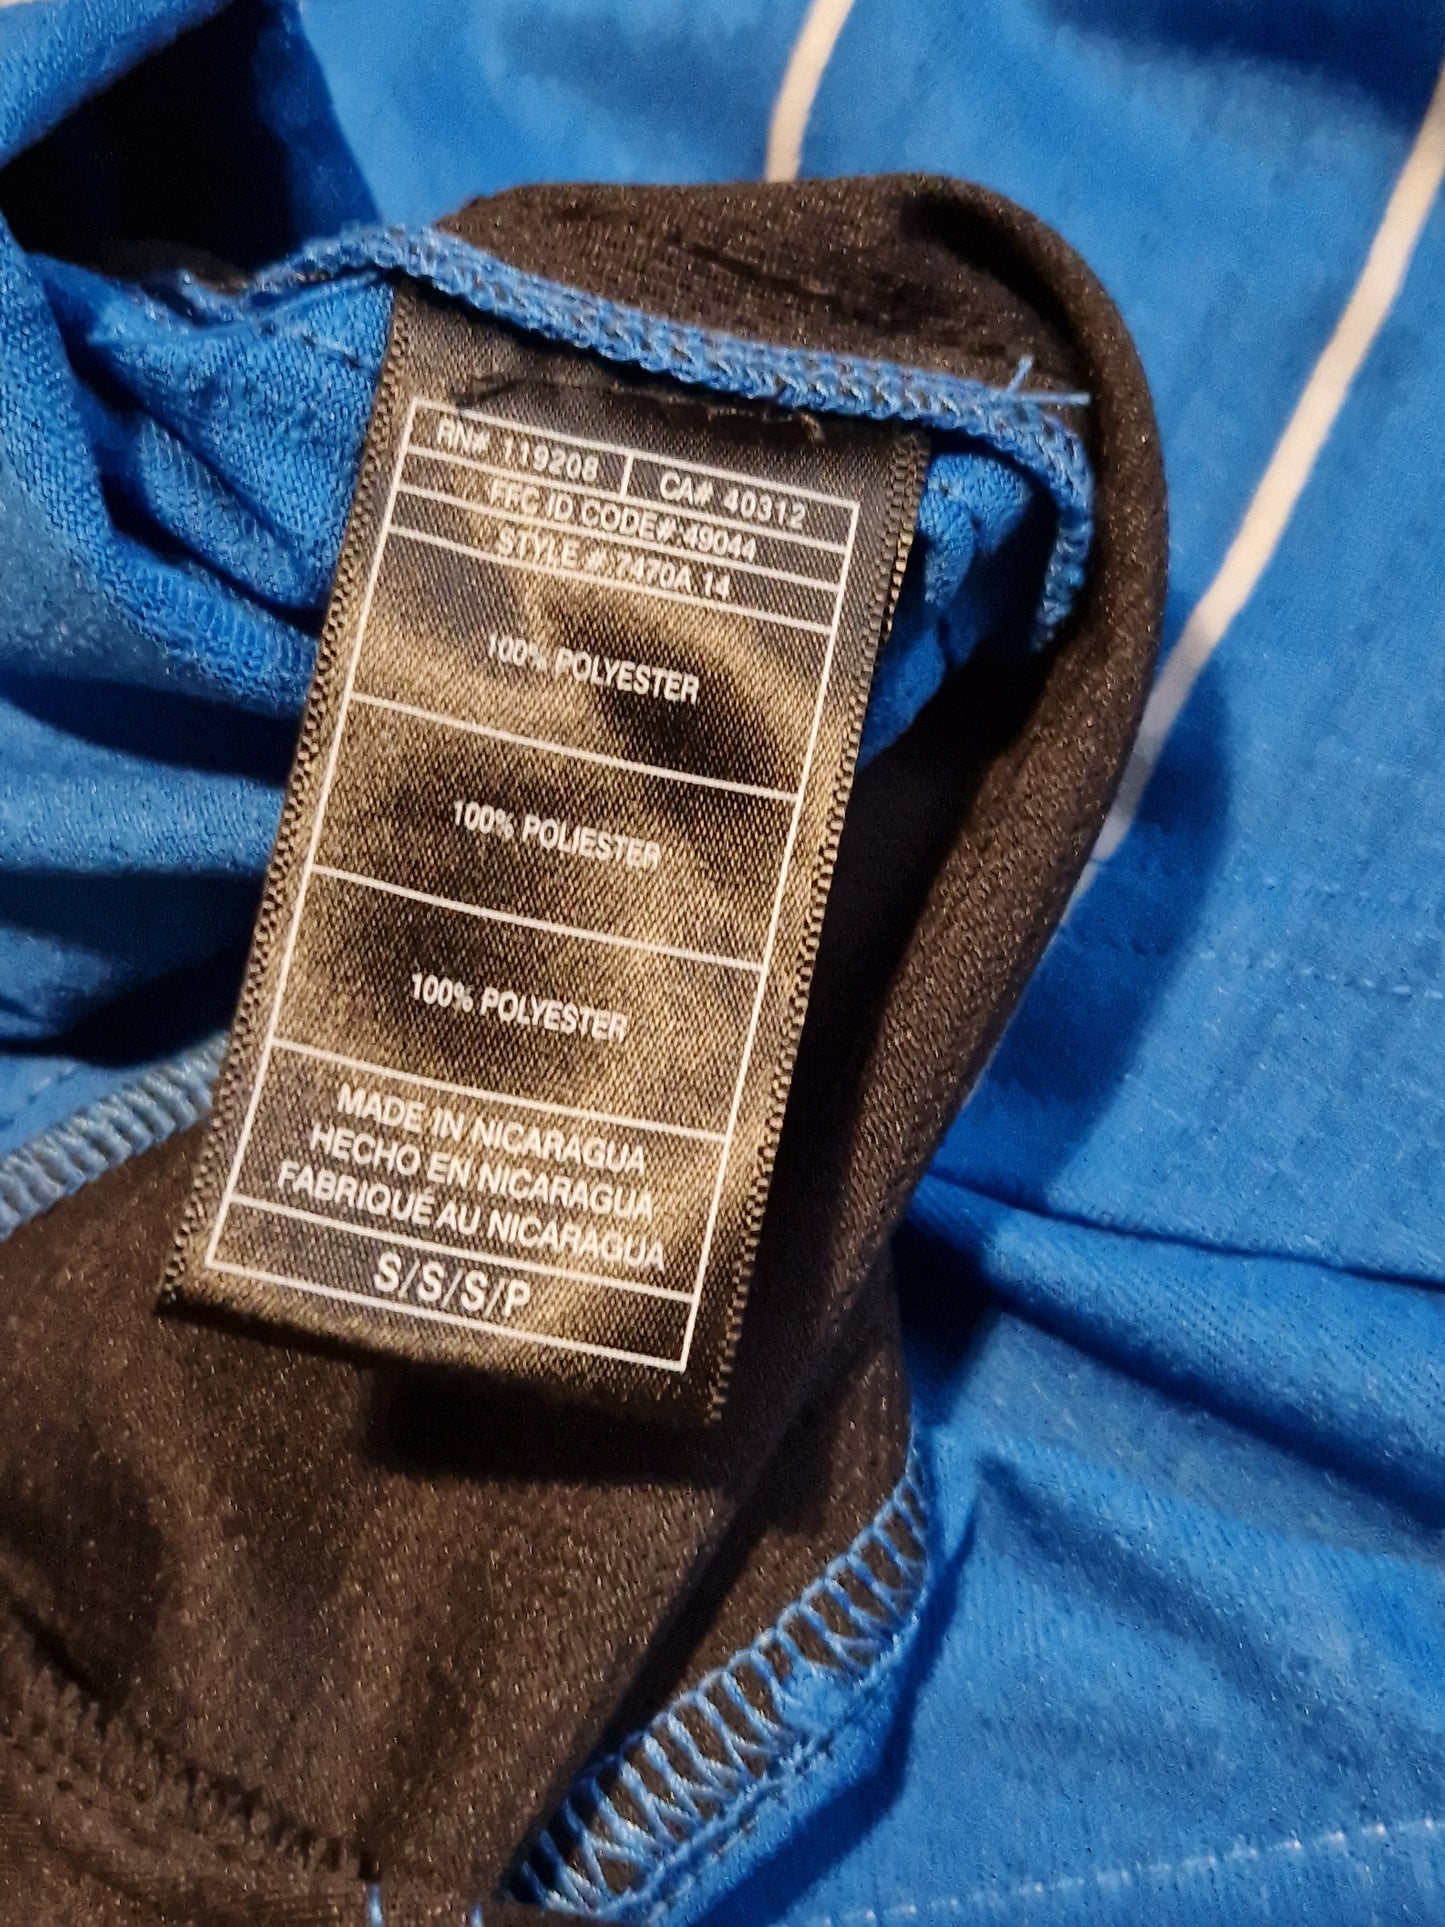 RN#. 119208 CA# 40312
FFC ID CODE#:49044
STYLE #:7470A.14
100% POLYESTER
100% POLIESTER
100% POLYESTER
MADE IN NICARAGUA
HECHO EN NICARAGUA
FABRIQUÉ AU NICARAGUA
S/S/S/P